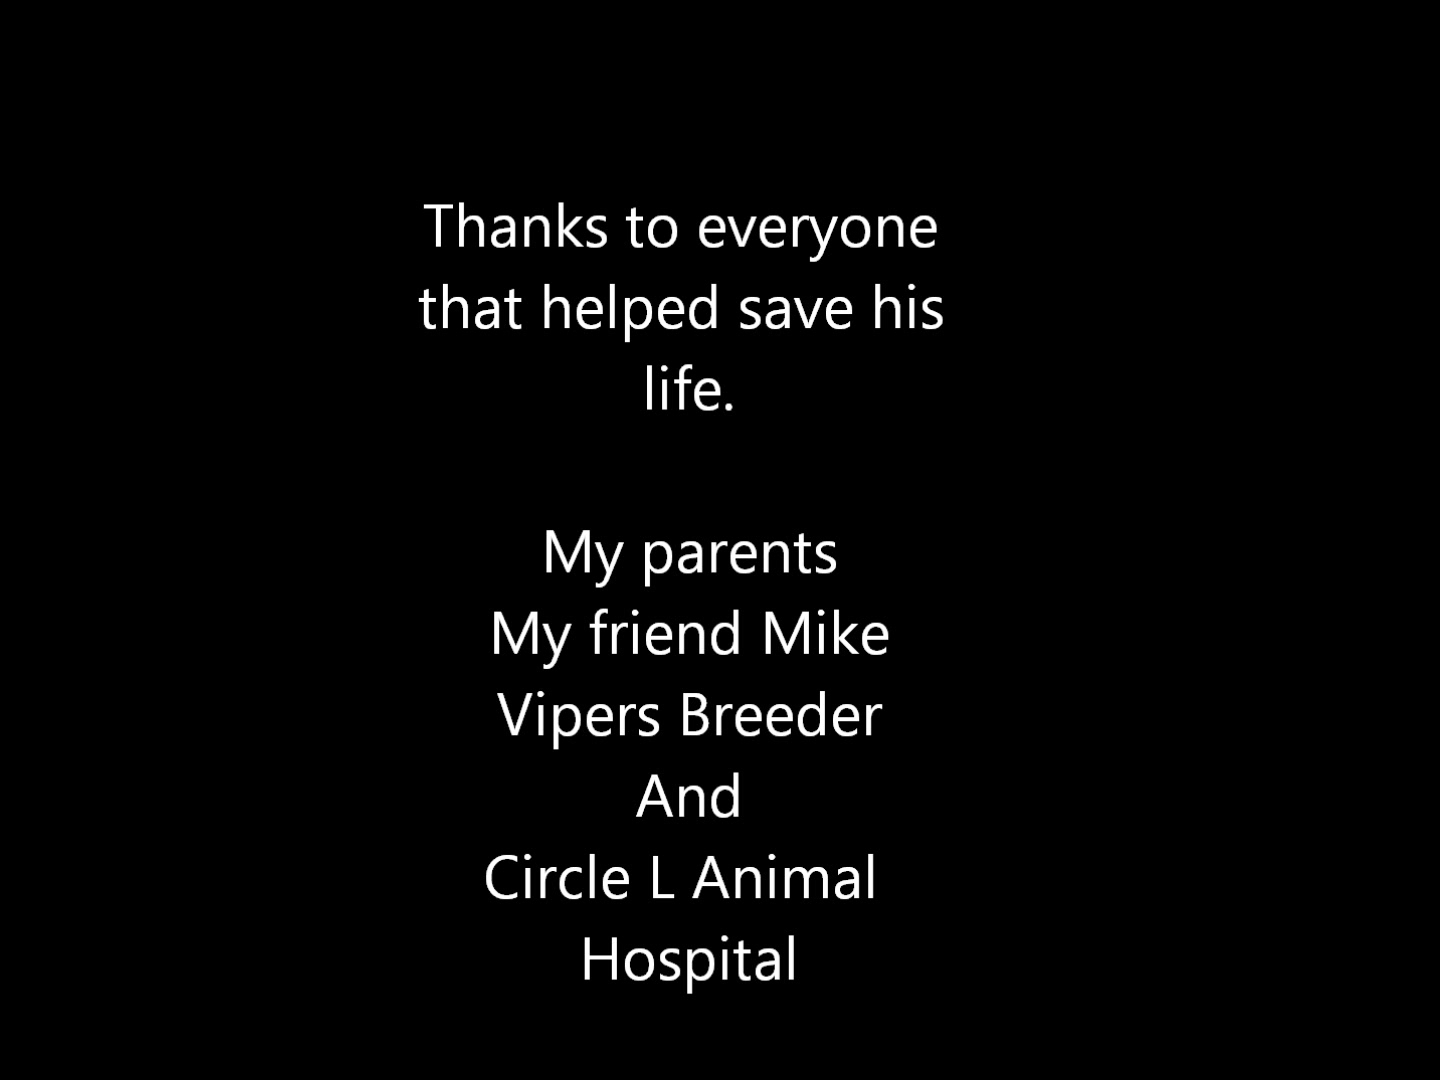 Thanks to everyone
that helped save his
life.
My parents
My friend Mike
Vipers Breeder
And
Circle L Animal
Hospital